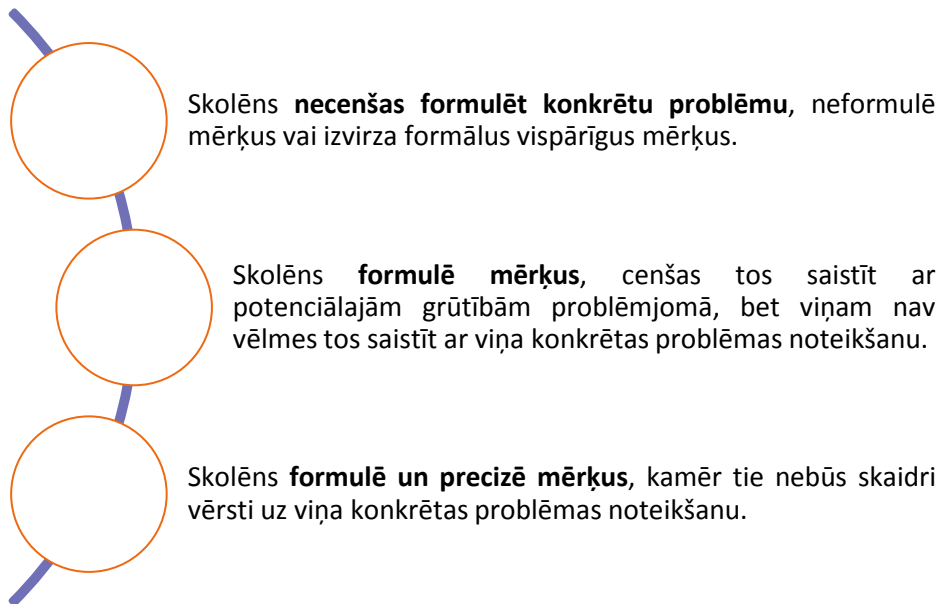 Skolēns necenšas formulēt konkrētu problēmu, neformulē
mērķus vai izvirza formālus vispārīgus mērķus.
Skolēns formulē mērķus, cenšas tos saistīt ar
potenciālajām grūtībām problēmjomā, bet viņam nav
vēlmes tos saistīt ar viņa konkrētas problēmas noteikšanu.
Skolēns formulē un precizē mērķus, kamēr tie nebūs skaidri
vērsti uz viņa konkrētas problēmas noteikšanu.